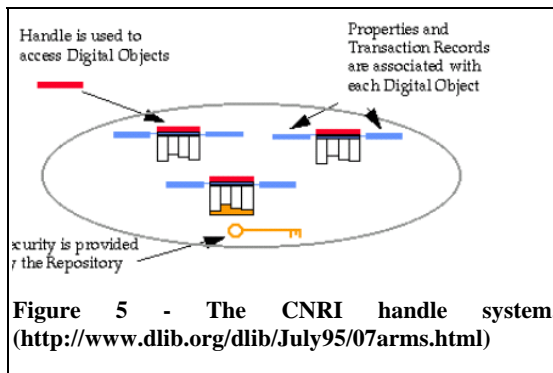 Handle is used to
access Digital Objects
Properties and
Transaction Records
are associated with
each Digital Object
ecurity is provided
y the Repository
Figure 5 - The CNRI handle system.
(http://www.dlib.org/dlib/July95/07arms.html)